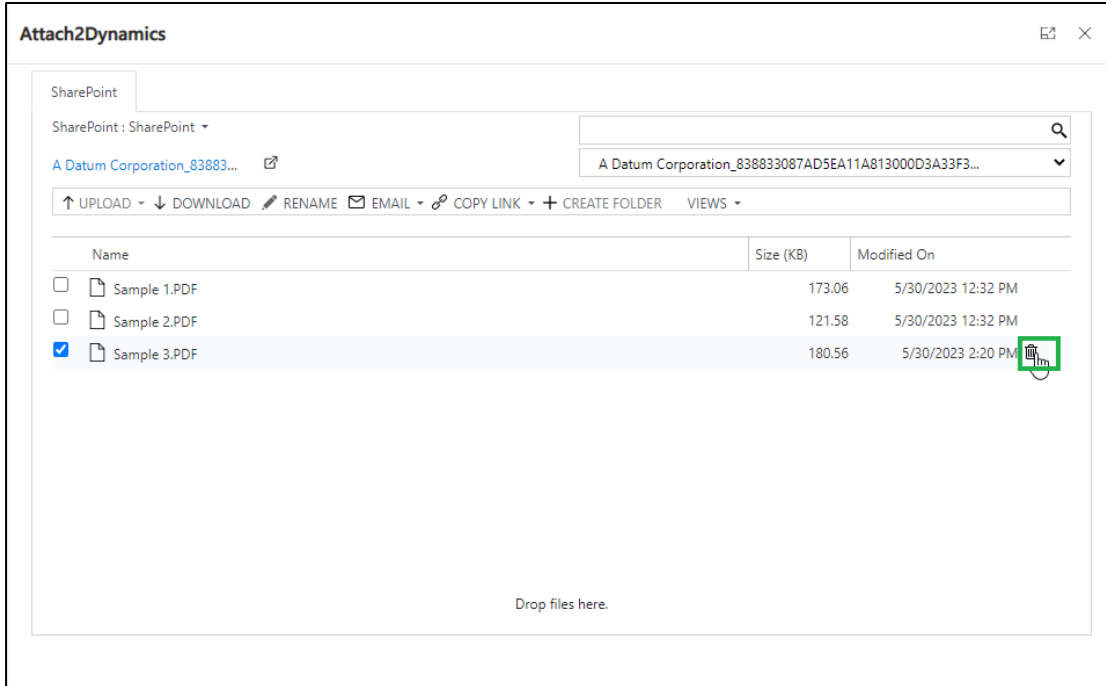 Attach2Dynamics
SharePoint
SharePoint : SharePoint
A Datum Corporation_83883...
A Datum Corporation_838833087AD5EA11A813000D3A33F3...
UPLOAD DOWNLOAD RENAME EMAIL COPY LINK CREATE FOLDER VIEWS
Name Size (KB) Modified On
Sample 1.PDF 173.06 5/30/2023 12:32 PM
Sample 2.PDF 121.58 5/30/2023 12:32 PM
Sample 3.PDF 180.56 5/30/2023 2:20 PM
Drop files here.